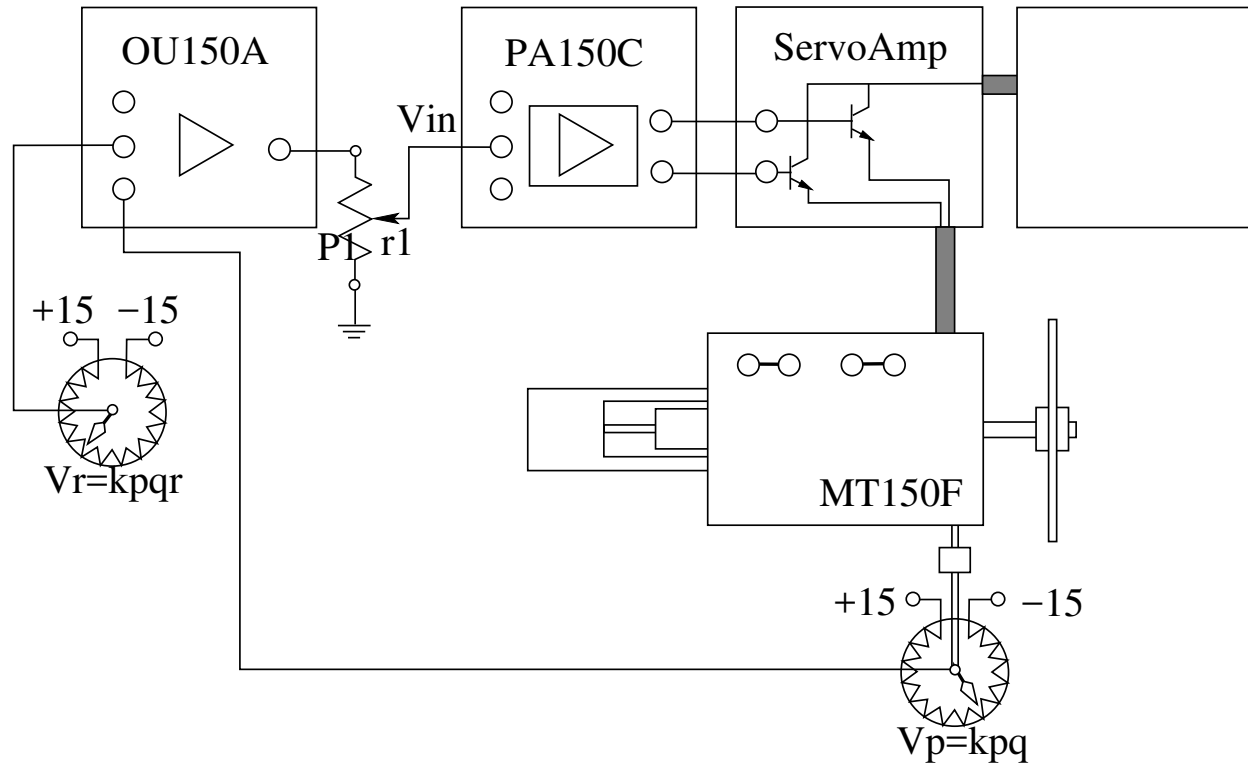 OU150A
PA150C
ServoAmp
Vin
P1
r1
+15 −15
Vr=kpqr
MT150F
+15 −15
Vp=kpq